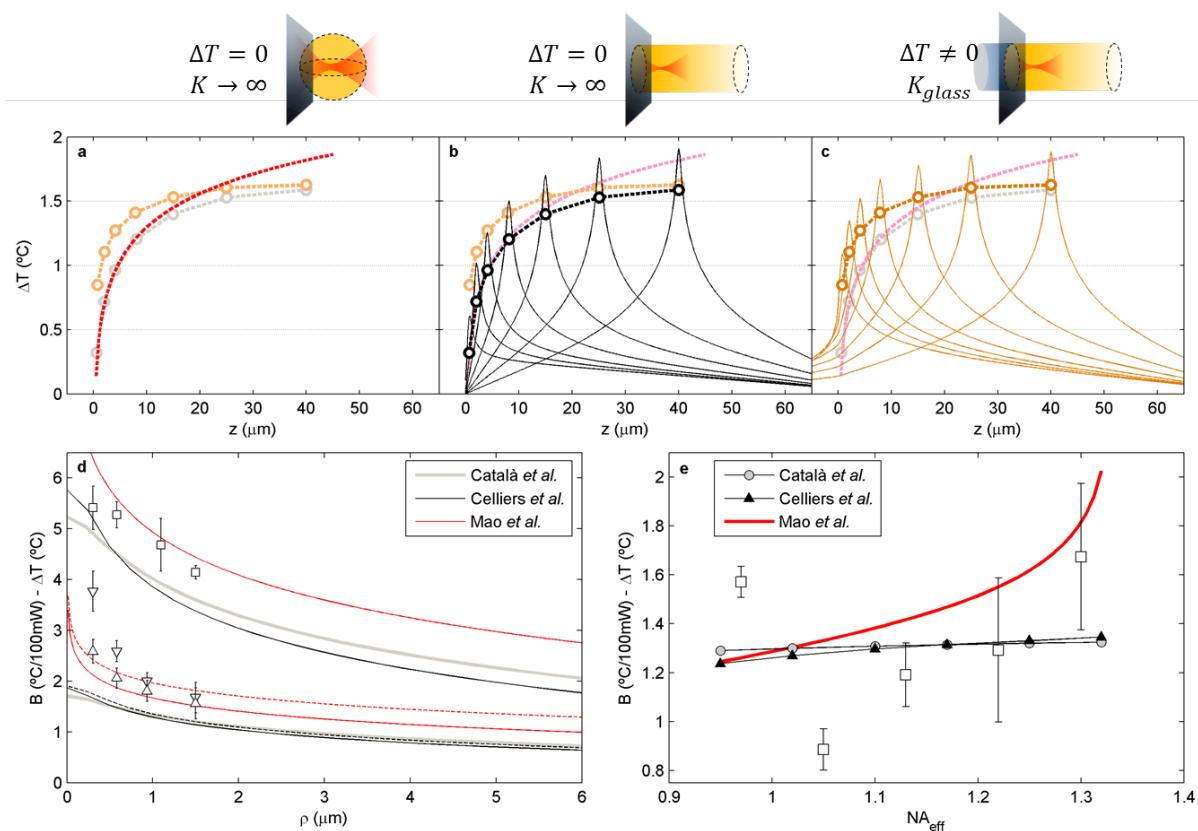 ΔT = 0
K → ∞
ΔT = 0
K → ∞
ΔT ≠ 0
K_glass
a
b
c
2
1.5
1
0.5
0
ΔT (ºC)
0 10 20 30 40 50 60
0 10 20 30 40 50 60
0 10 20 30 40 50 60
z (μm)
z (μm)
z (μm)
d
Català et al.
Celliers et al.
Mao et al.
6
5
4
3
2
1
0
B (ºC/100mW) - ΔT (ºC)
0 1 2 3 4 5 6
ρ (μm)
e
Català et al.
Celliers et al.
Mao et al.
2
1.8
1.6
1.4
1.2
1
0.8
B (ºC/100mW) - ΔT (ºC)
0.9 1 1.1 1.2 1.3 1.4
NA_eff